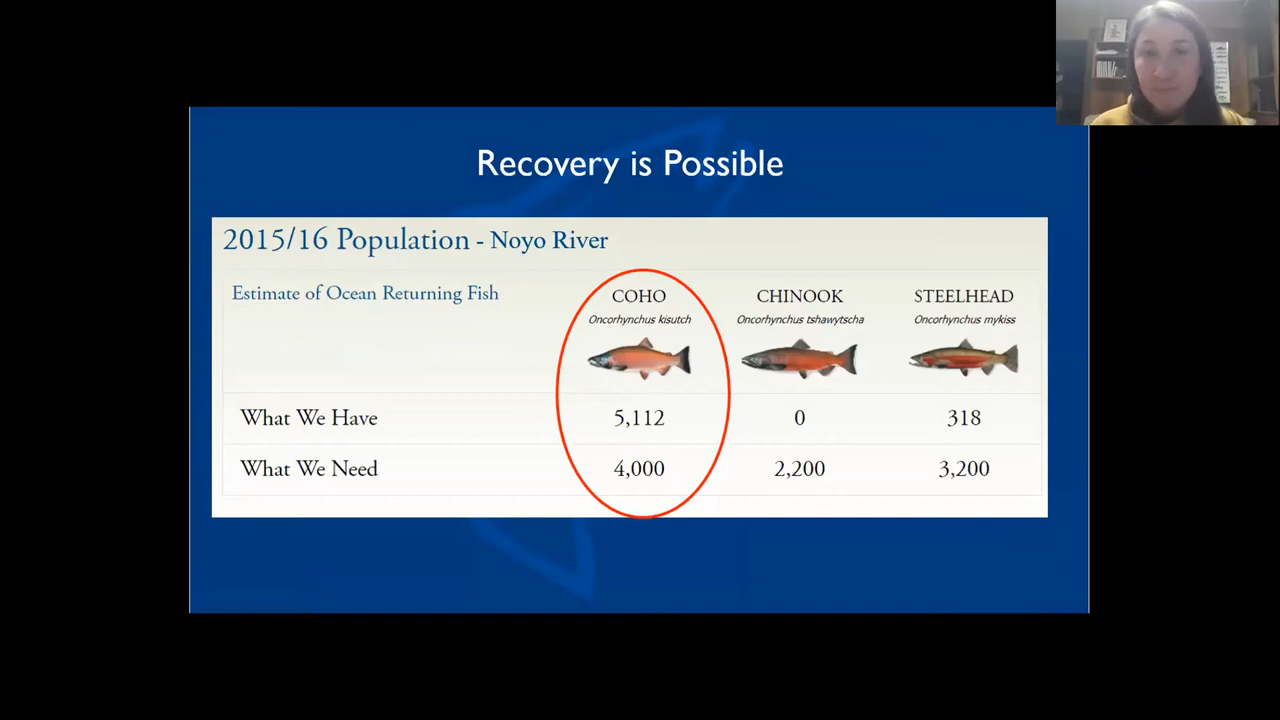 Recovery is Possible
2015/16 Population - Noyo River
Estimate of Ocean Returning Fish
COHO CHINOOK STEELHEAD
Oncorhynchus kisutch Oncorhynchus tshawytscha Oncorhynchus mykiss
What We Have 5,112 0 318
What We Need 4,000 2,200 3,200